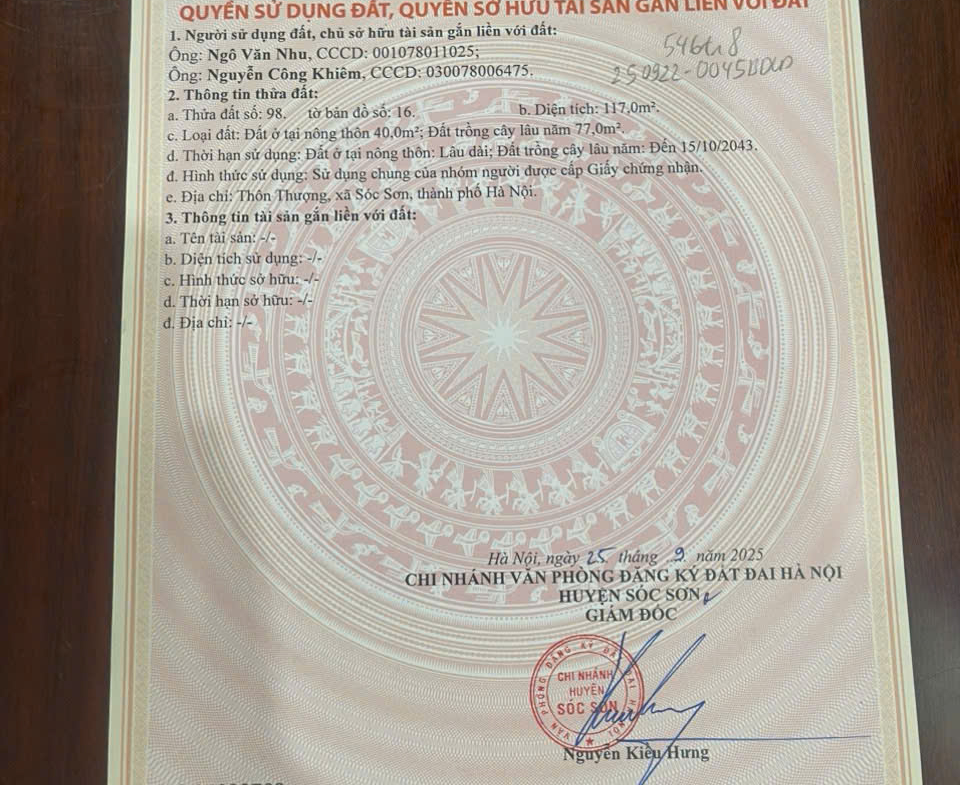 QUYỀN SỬ DỤNG ĐẤT, QUYỀN SỞ HỮU TÀI SẢN GẮN LIỀN VỚI ĐẤT
1. Người sử dụng đất, chủ sở hữu tài sản gắn liền với đất:
Ông: Ngô Văn Nhu, CCCD: 001078011025;
Ông: Nguyễn Công Khiêm, CCCD: 030078006475.
2. Thông tin thửa đất:
a. Thửa đất số: 98. tờ bản đồ số: 16. b. Diện tích: 117,0m².
c. Loại đất: Đất ở tại nông thôn 40,0m²; Đất trồng cây lâu năm 77,0m².
d. Thời hạn sử dụng: Đất ở tại nông thôn: Lâu dài; Đất trồng cây lâu năm: Đến 15/10/2043.
đ. Hình thức sử dụng: Sử dụng chung của nhóm người được cấp Giấy chứng nhận.
e. Địa chỉ: Thôn Thượng, xã Sóc Sơn, thành phố Hà Nội.
3. Thông tin tài sản gắn liền với đất:
a. Tên tài sản: -/-
b. Diện tích sử dụng: -/-
c. Hình thức sở hữu: -/-
d. Thời hạn sở hữu: -/-
đ. Địa chỉ: -/-
Hà Nội, ngày 25 tháng 9 năm 2025
CHI NHÁNH VĂN PHÒNG ĐĂNG KÝ ĐẤT ĐAI HÀ NỘI
HUYỆN SÓC SƠN
GIÁM ĐỐC
VĂN PHÒNG ĐĂNG KÝ ĐẤT ĐAI HÀ NỘI
CHI NHÁNH
HUYỆN
SÓC SƠN
Nguyễn Kiều Hưng